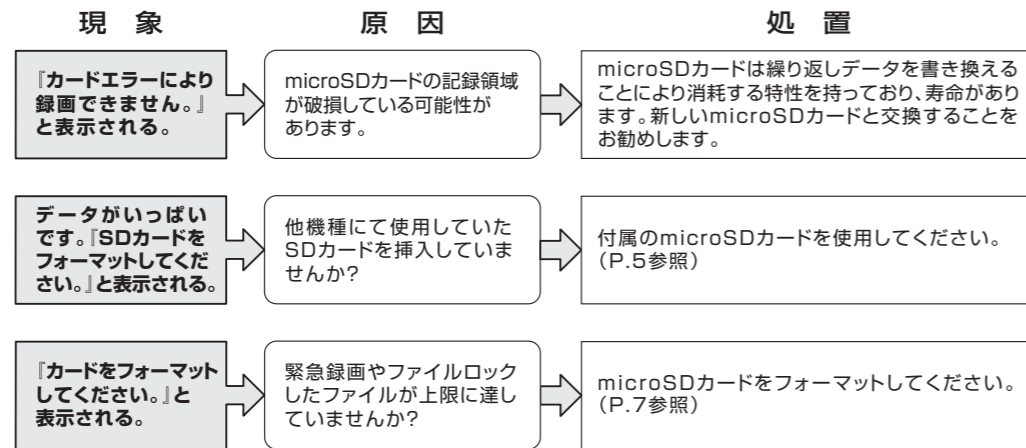 現 象
原 因
処 置
『カードエラーにより
録画できません。』
と表示される。
microSDカードの記録領域
が破損している可能性が
あります。
microSDカードは繰り返しデータを書き換える
ことにより消耗する特性を持っており、寿命があり
ます。新しいmicroSDカードと交換することを
お勧めします。
データがいっぱい
です。『SDカードを
フォーマットしてくだ
さい。』と表示される。
他機種にて使用していた
SDカードを挿入していま
せんか?
付属のmicroSDカードを使用してください。
(P.5参照)
『カードをフォーマット
してください。』と
表示される。
緊急録画やファイルロック
したファイルが上限に達し
ていませんか?
microSDカードをフォーマットしてください。
(P.7参照)